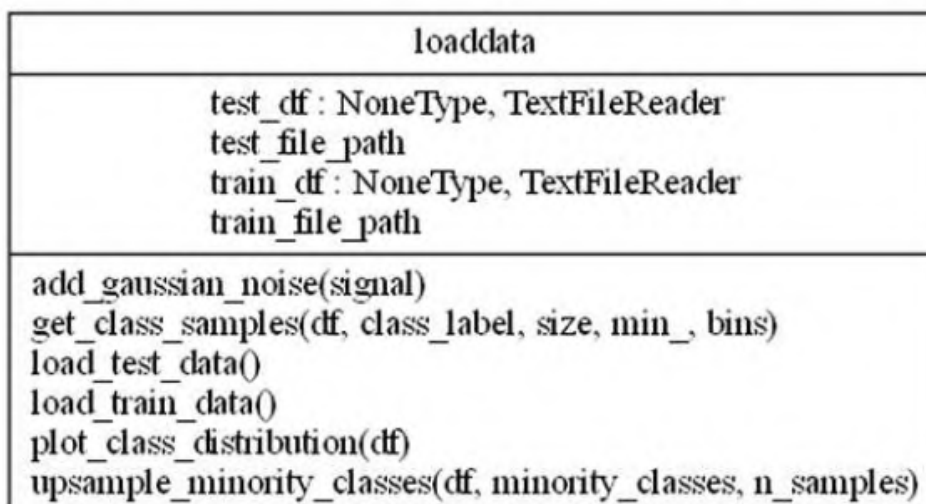 loaddata
test_df : NoneType, TextFileReader
test_file_path
train_df : NoneType, TextFileReader
train_file_path
add_gaussian_noise(signal)
get_class_samples(df, class_label, size, min_, bins)
load_test_data()
load_train_data()
plot_class_distribution(df)
upsample_minority_classes(df, minority_classes, n_samples)